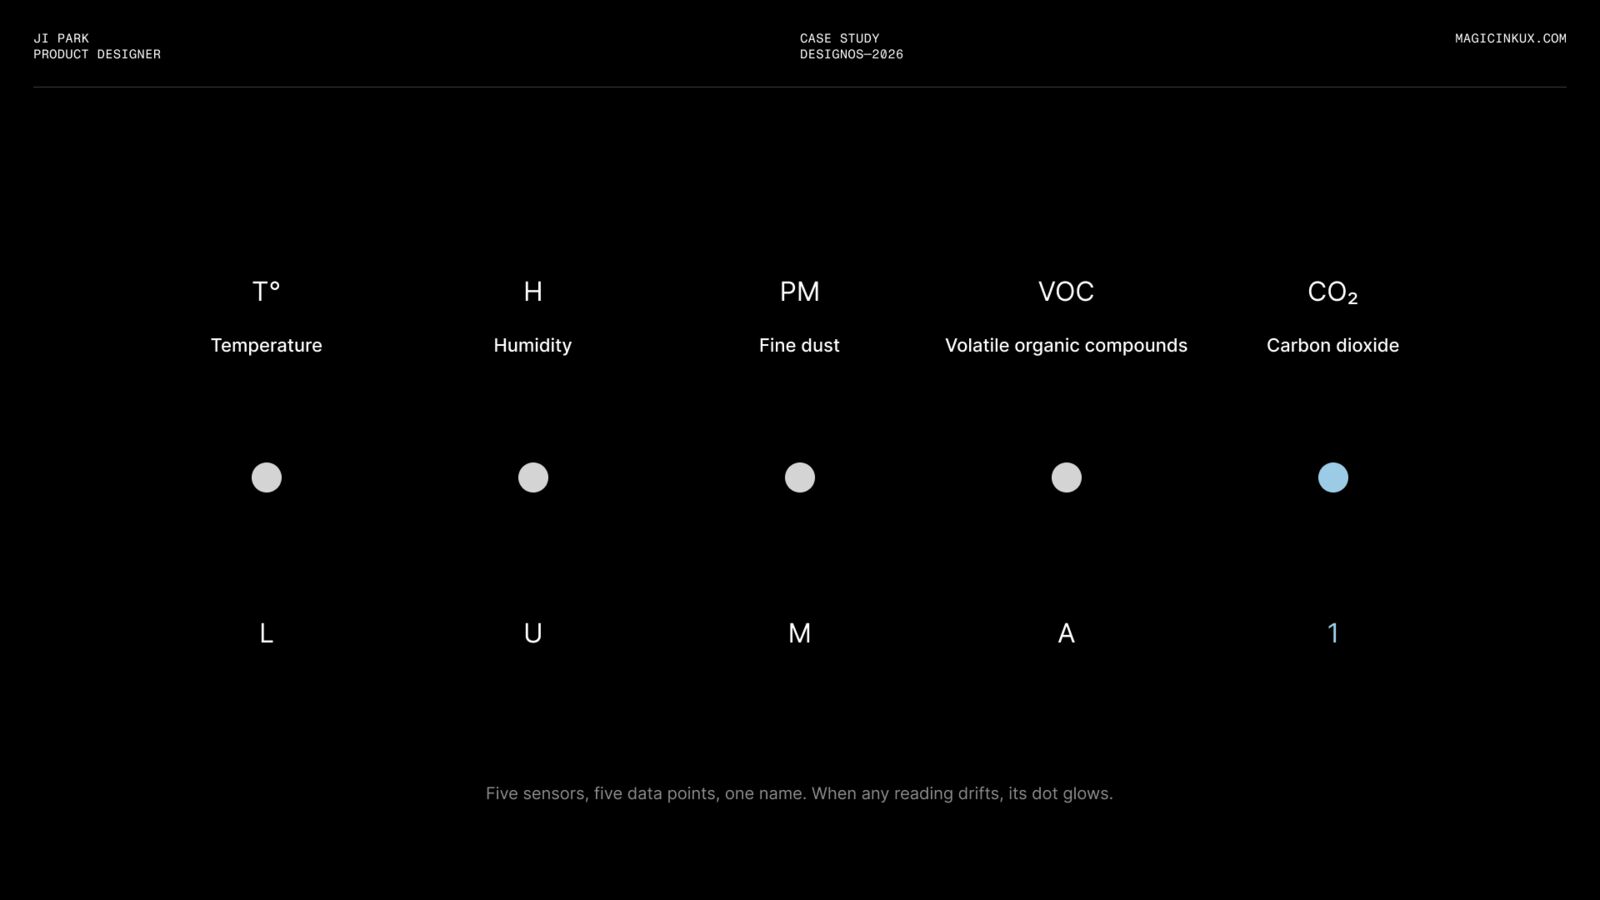 JI PARK
PRODUCT DESIGNER
CASE STUDY
DESIGNOS—2026
MAGICINKUX.COM
T° H PM VOC CO₂
Temperature Humidity Fine dust Volatile organic compounds Carbon dioxide
L U M A 1
Five sensors, five data points, one name. When any reading drifts, its dot glows.